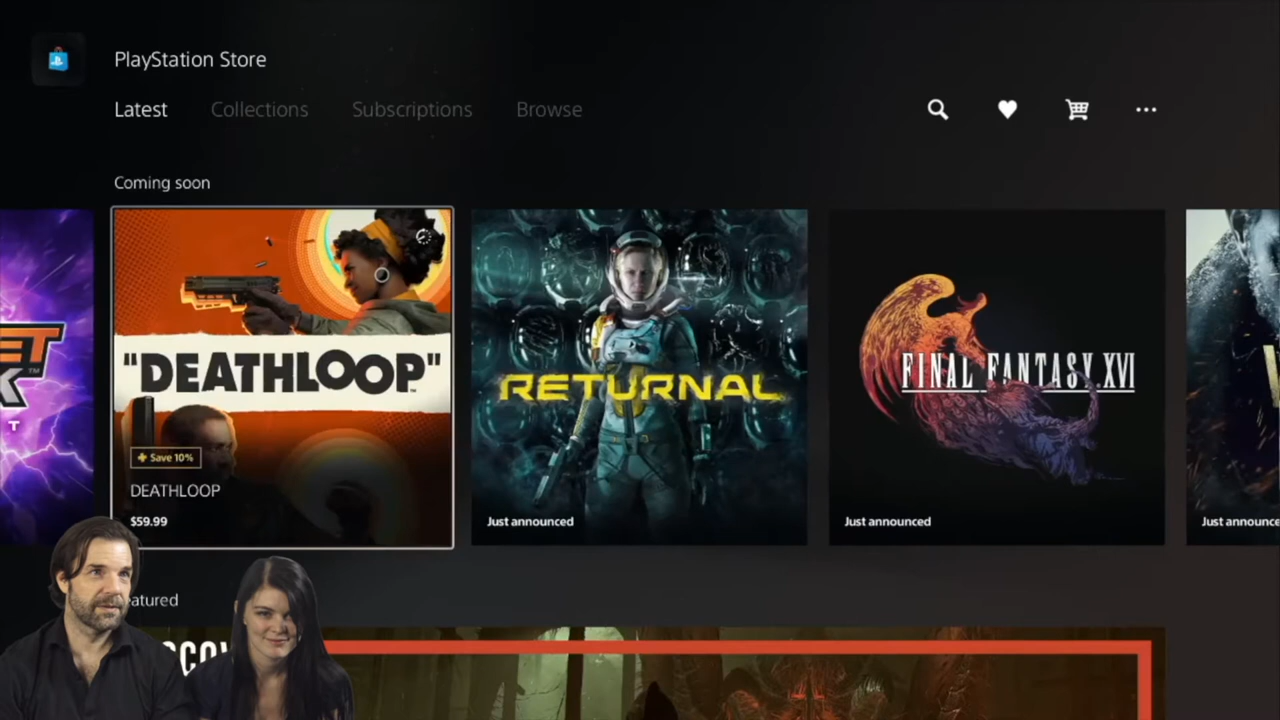 PlayStation Store
Latest Collections Subscriptions Browse
Coming soon
"DEATHLOOP"
Save 10%
DEATHLOOP
$59.99
RETURNAL
Just announced
FINAL FANTASY XVI
Just announced
Just announce
eatured